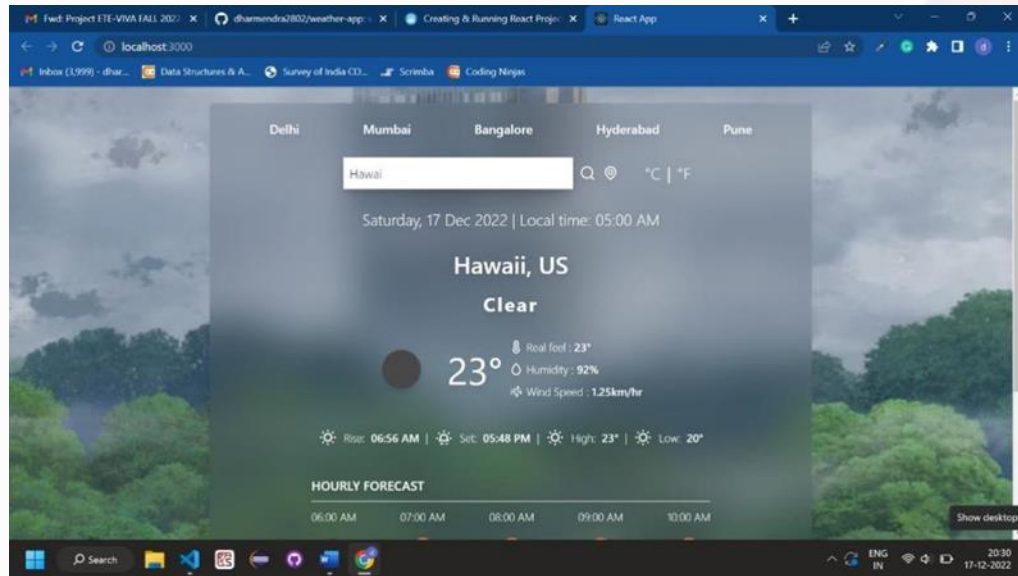 Fwd: Project ETE-VIVA FALL 2022
dharmendra2802/weather-app:
Creating & Running React Projec
React App
localhost:3000
Inbox (3,999) - dhar...
Data Structures & A...
Survey of India CO...
Scrimba
Coding Ninjas
Delhi Mumbai Bangalore Hyderabad Pune
Hawai
°C | °F
Saturday, 17 Dec 2022 | Local time: 05:00 AM
Hawaii, US
Clear
23°
Real feel : 23°
Humidity : 92%
Wind Speed : 1.25km/hr
Rise: 06:56 AM | Set: 05:48 PM | High: 23° | Low: 20°
HOURLY FORECAST
06:00 AM 07:00 AM 08:00 AM 09:00 AM 10:00 AM
Show desktop
Search
ENG
IN
20:30
17-12-2022